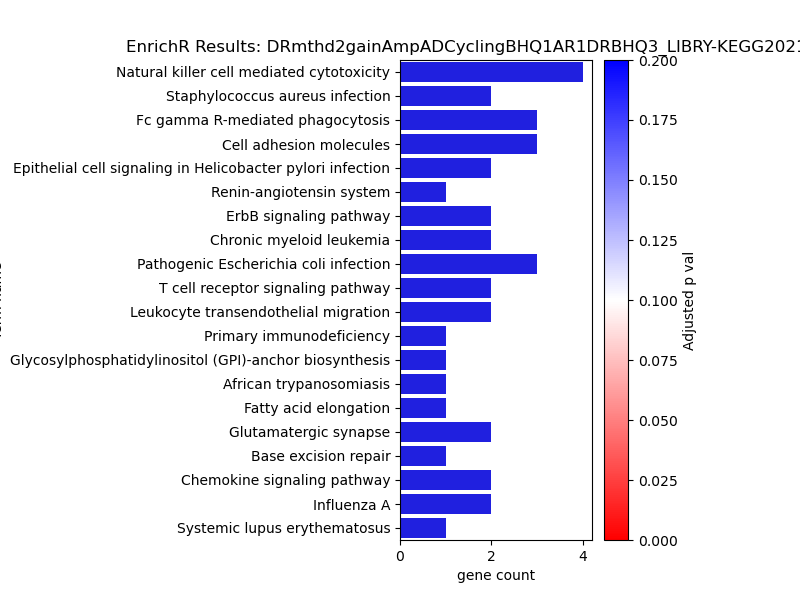 EnrichR Results: DRmthd2gainAmpADCyclingBHQ1AR1DRBHQ3_LIBRY-KEGG2021
Natural killer cell mediated cytotoxicity
Staphylococcus aureus infection
Fc gamma R-mediated phagocytosis
Cell adhesion molecules
Epithelial cell signaling in Helicobacter pylori infection
Renin-angiotensin system
ErbB signaling pathway
Chronic myeloid leukemia
Pathogenic Escherichia coli infection
T cell receptor signaling pathway
Leukocyte transendothelial migration
Primary immunodeficiency
Glycosylphosphatidylinositol (GPI)-anchor biosynthesis
African trypanosomiasis
Fatty acid elongation
Glutamatergic synapse
Base excision repair
Chemokine signaling pathway
Influenza A
Systemic lupus erythematosus
0 2 4
gene count
0.200
0.175
0.150
0.125
0.100
0.075
0.050
0.025
0.000
Adjusted p val